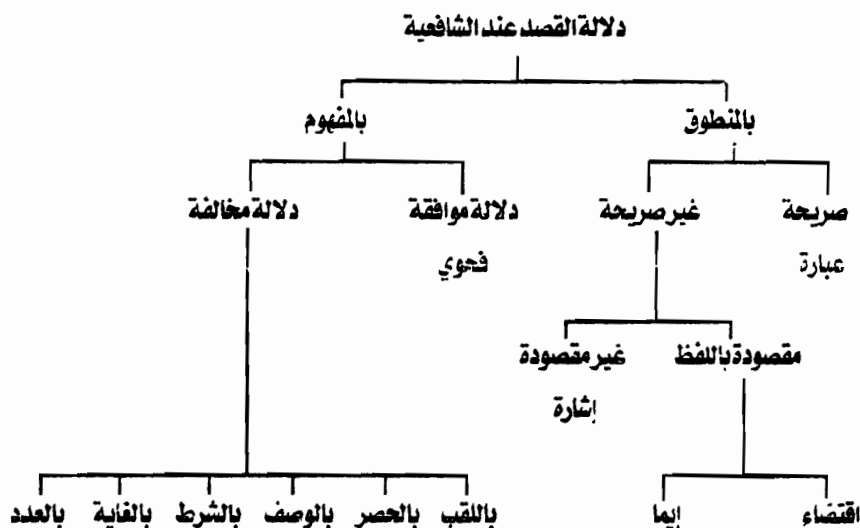 دلالة القصد عند الشافعية
بالمنطوق
بالمفهوم
صريحة
غير صريحة
دلالة موافقة
دلالة مخالفة
عبارة
فحوي
مقصودة باللفظ
غير مقصودة
إشارة
اقتضاء
إيما
باللقب
بالحصر
بالوصف
بالشرط
بالغاية
بالعدد